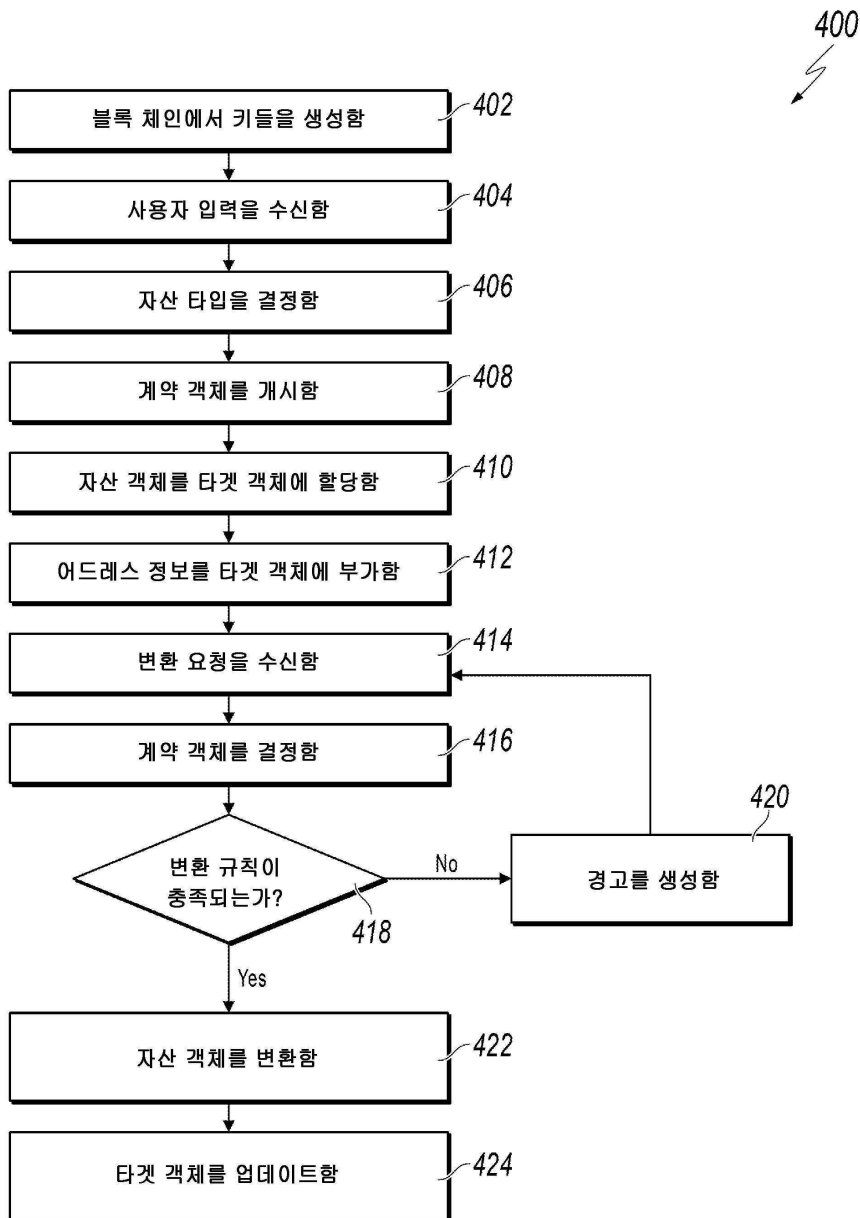 400
블록 체인에서 키들을 생성함
402
사용자 입력을 수신함
404
자산 타입을 결정함
406
계약 객체를 개시함
408
자산 객체를 타겟 객체에 할당함
410
어드레스 정보를 타겟 객체에 부가함
412
변환 요청을 수신함
414
계약 객체를 결정함
416
변환 규칙이
충족되는가?
418
No
경고를 생성함
420
Yes
자산 객체를 변환함
422
타겟 객체를 업데이트함
424